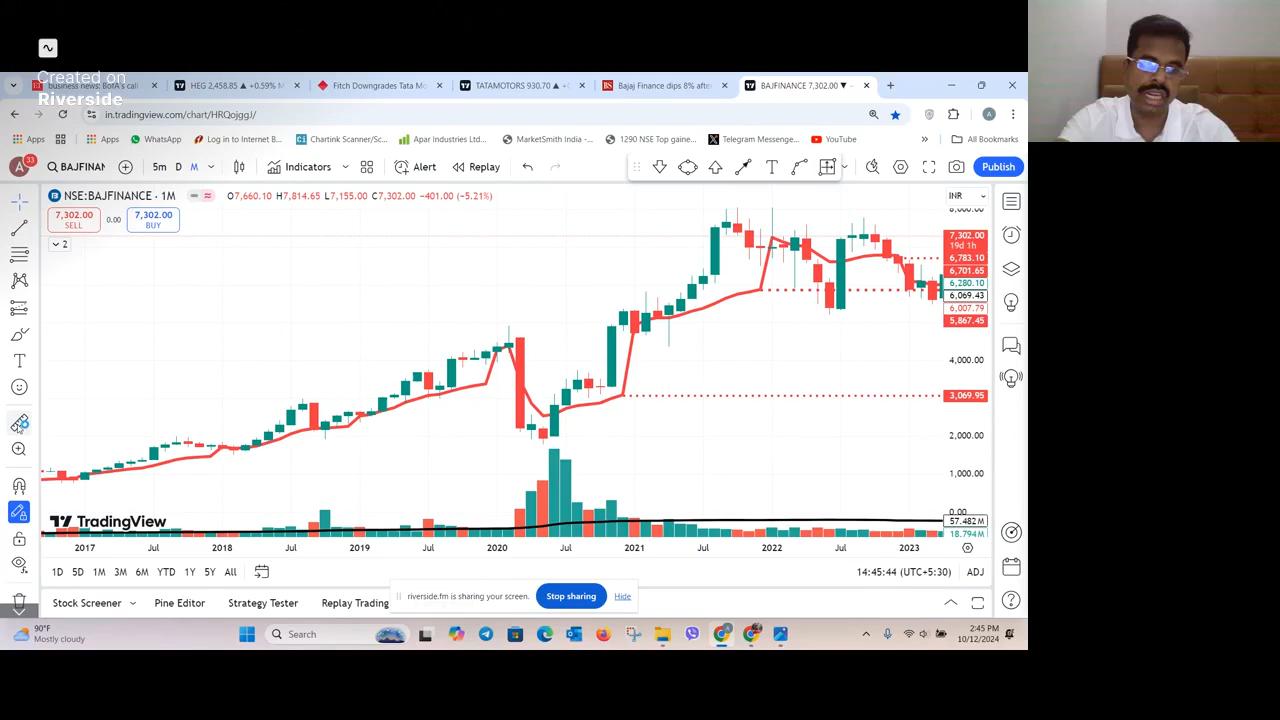 Created on
Riverside
business news: BofA's call
HEG 2,458.85 ▲ +0.59% M
Fitch Downgrades Tata Mo
TATAMOTORS 930.70 ▲ +
Bajaj Finance dips 8% after
BAJFINANCE 7,302.00 ▼ −
in.tradingview.com/chart/HRQojggJ/
Apps
Apps
WhatsApp
Log in to Internet B...
Chartink Scanner/Sc...
Apar Industries Ltd...
MarketSmith India -...
1290 NSE Top gaine...
Telegram Messenge...
YouTube
All Bookmarks
A
33
BAJFINAN
5m D M
Indicators
Alert
Replay
Publish
NSE:BAJFINANCE · 1M
O7,660.10 H7,814.65 L7,155.00 C7,302.00 −401.00 (−5.21%)
INR
7,302.00
SELL
0.00
7,302.00
BUY
2
8,000.00
7,302.00
19d 1h
6,783.10
6,701.65
6,280.10
6,069.43
6,007.79
5,867.45
4,000.00
3,069.95
2,000.00
1,000.00
0.00
57.482 M
18.794 M
TradingView
2017 Jul 2018 Jul 2019 Jul 2020 Jul 2021 Jul 2022 Jul 2023
1D 5D 1M 3M 6M YTD 1Y 5Y All
14:45:44 (UTC+5:30) ADJ
Stock Screener
Pine Editor
Strategy Tester
Replay Trading
riverside.fm is sharing your screen.
Stop sharing
Hide
90°F
Mostly cloudy
Search
2:45 PM
10/12/2024